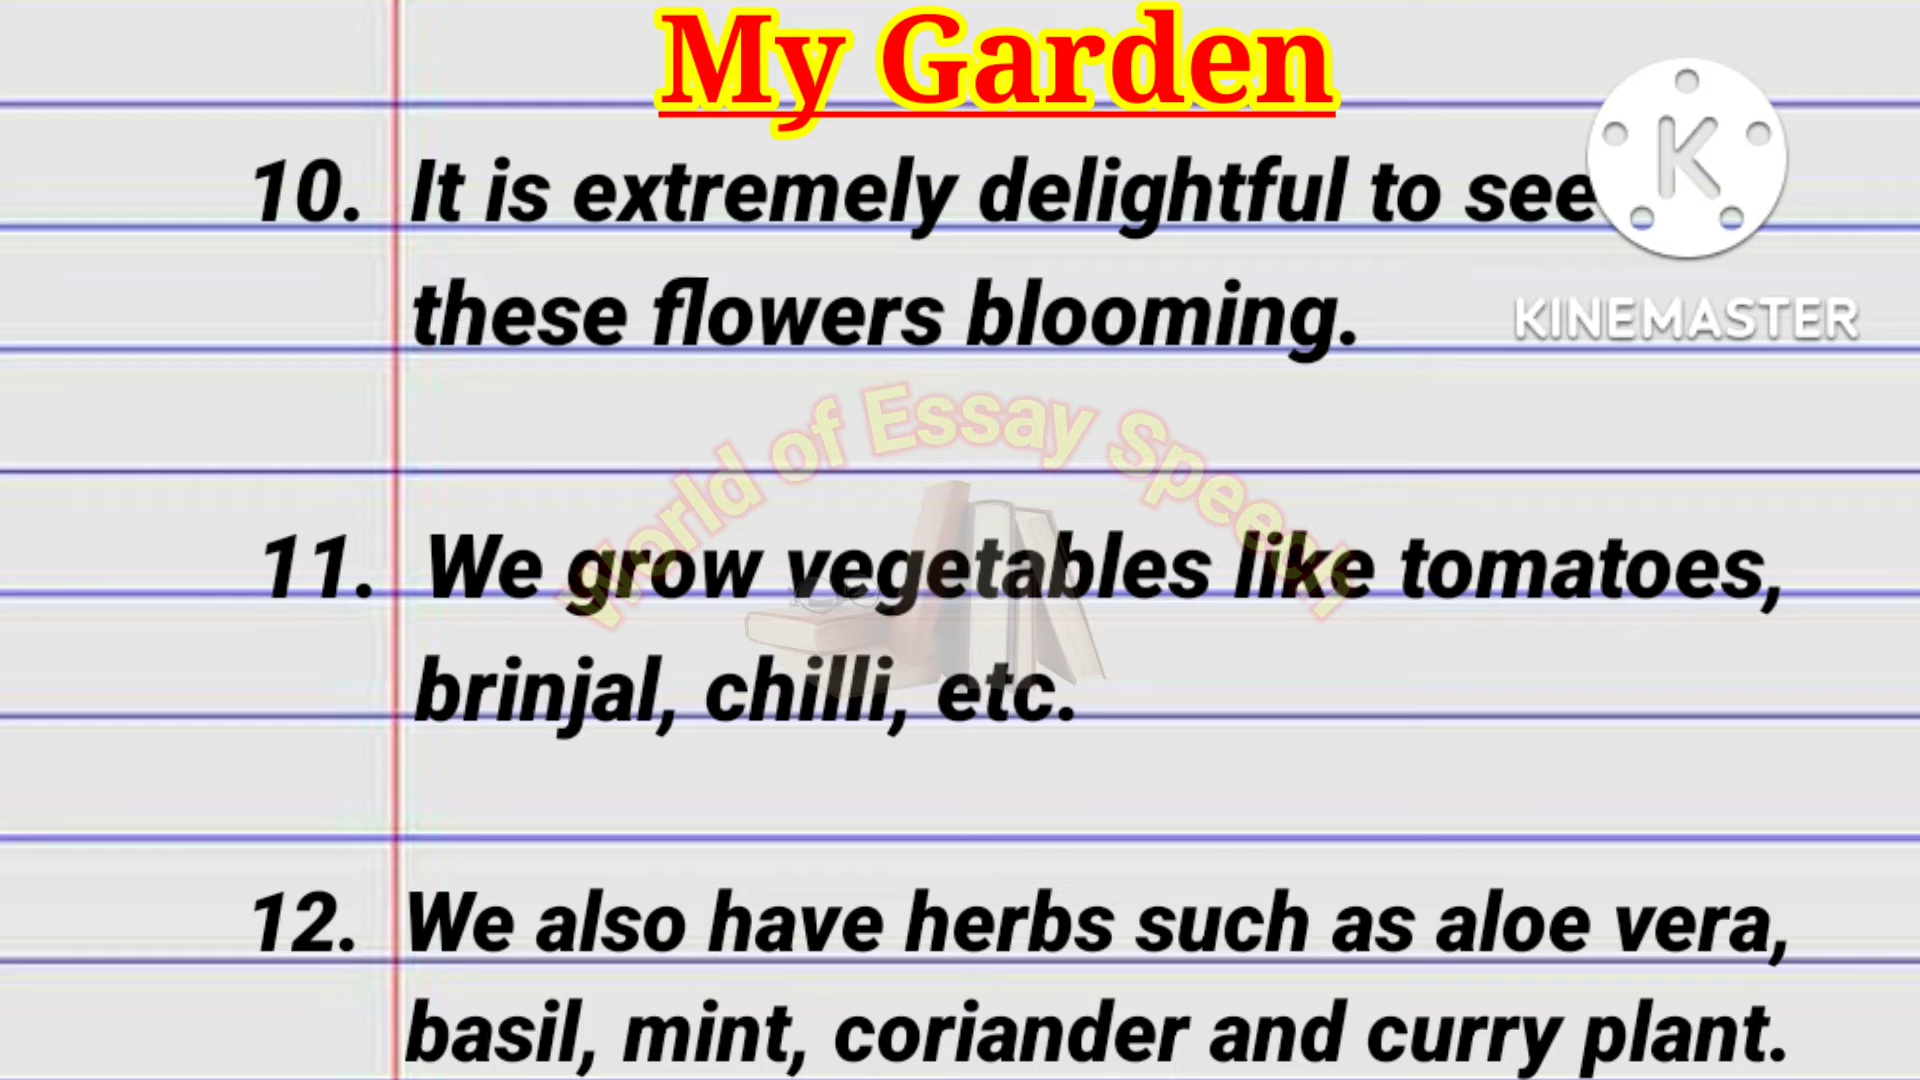 My Garden
10. It is extremely delightful to see
these flowers blooming.
K
KINEMASTER
World of Essay Speech
11. We grow vegetables like tomatoes,
brinjal, chilli, etc.
12. We also have herbs such as aloe vera,
basil, mint, coriander and curry plant.